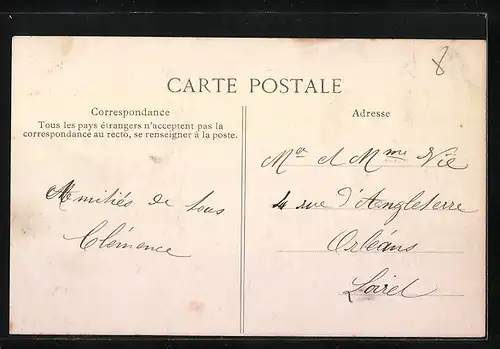 8
CARTE POSTALE
Correspondance
Tous les pays étrangers n'acceptent pas la
correspondance au recto, se renseigner à la poste.
Amitiés de tous
Clémence
Adresse
Mr et Mme Vié
4 rue d'Angleterre
Orléans
Loiret